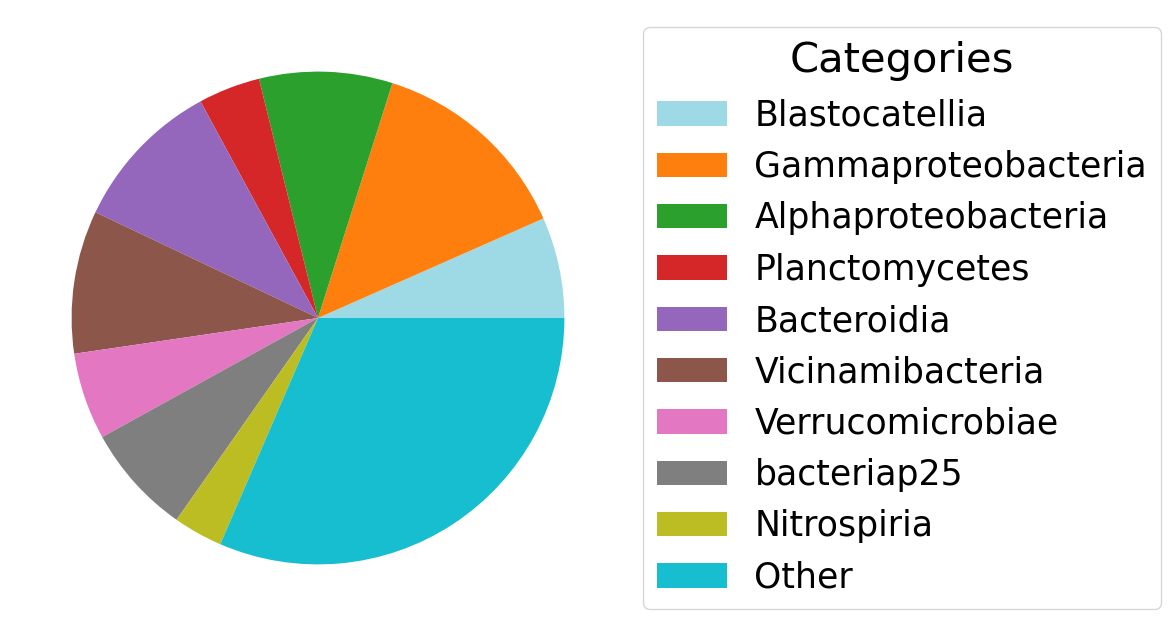 Categories
Blastocatellia
Gammaproteobacteria
Alphaproteobacteria
Planctomycetes
Bacteroidia
Vicinamibacteria
Verrucomicrobiae
bacteriap25
Nitrospiria
Other